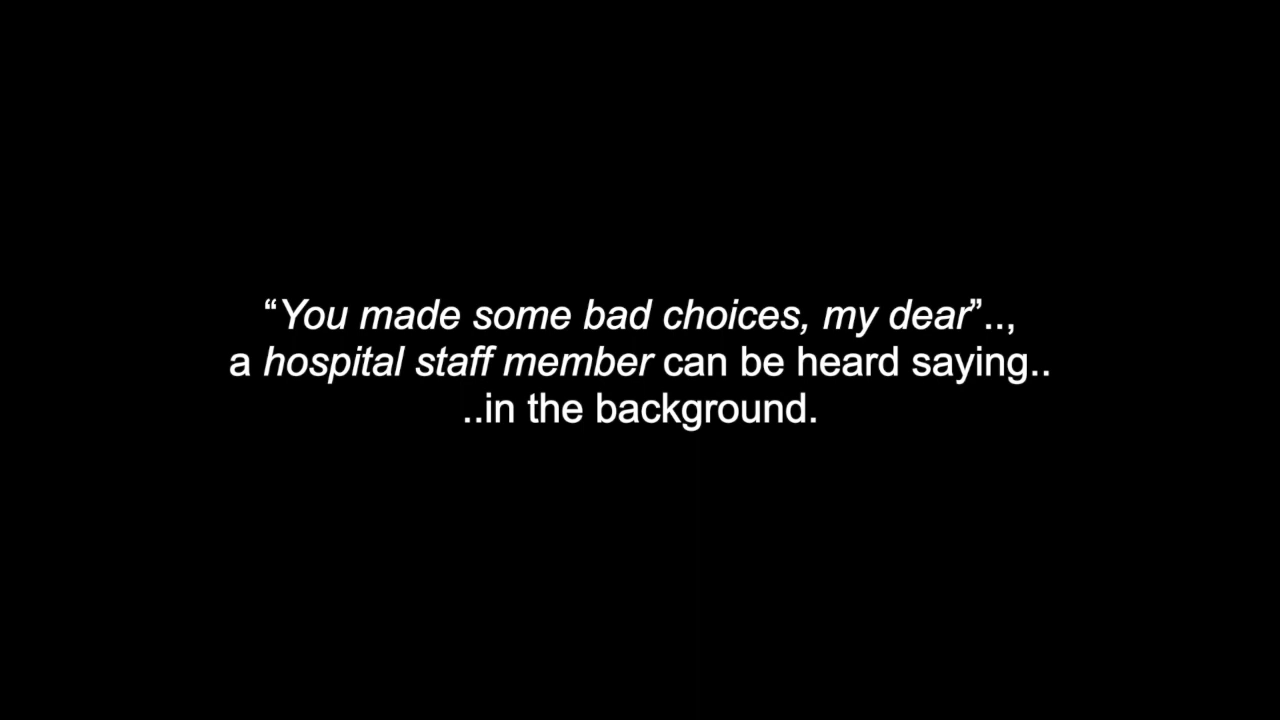 “You made some bad choices, my dear”..,
a hospital staff member can be heard saying..
..in the background.